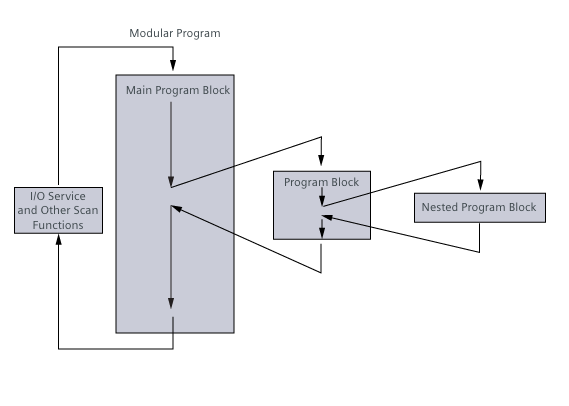 Modular Program
Main Program Block
Program Block
I/O Service
and Other Scan
Functions
Nested Program Block